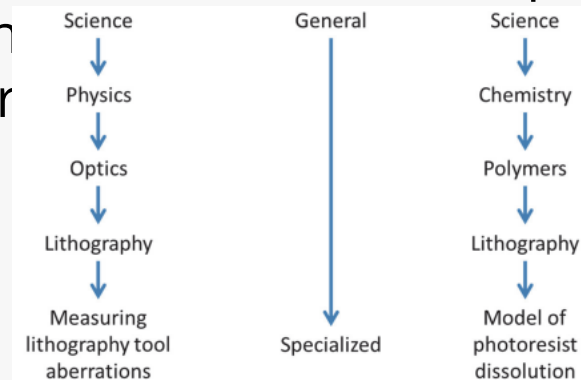 Science
General
Science
Physics
Chemistry
Optics
Polymers
Lithography
Lithography
Measuring
lithography tool
aberrations
Specialized
Model of
photoresist
dissolution